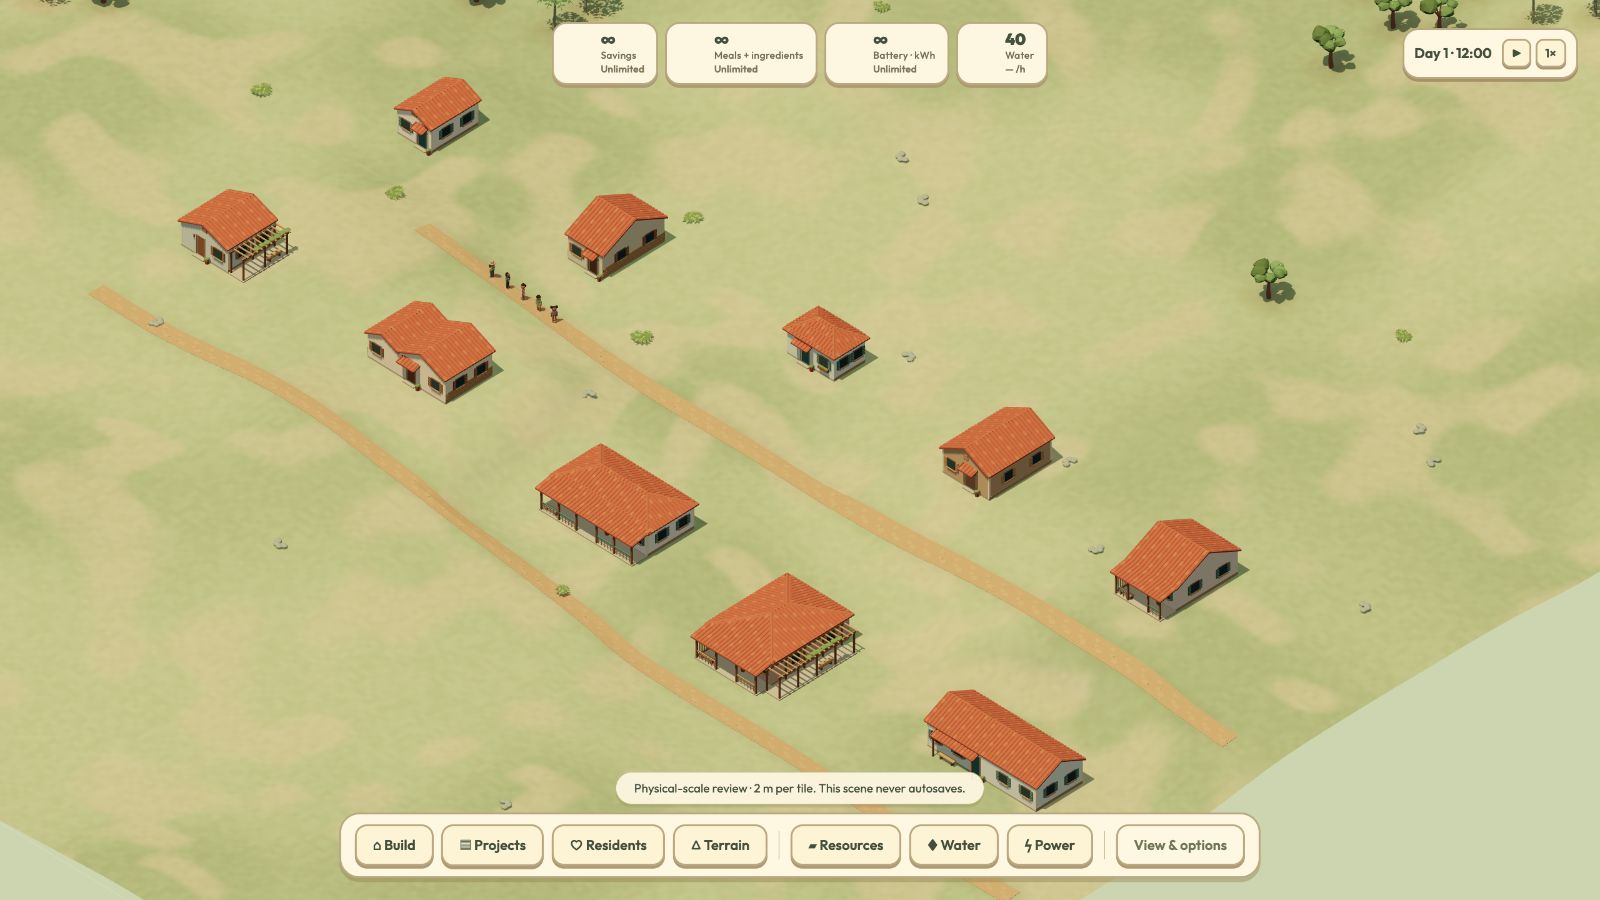 ∞
Savings
Unlimited
∞
Meals + ingredients
Unlimited
∞
Battery · kWh
Unlimited
40
Water
— /h
Day 1 · 12:00
1×
Physical-scale review · 2 m per tile. This scene never autosaves.
Build
Projects
Residents
Terrain
Resources
Water
Power
View & options